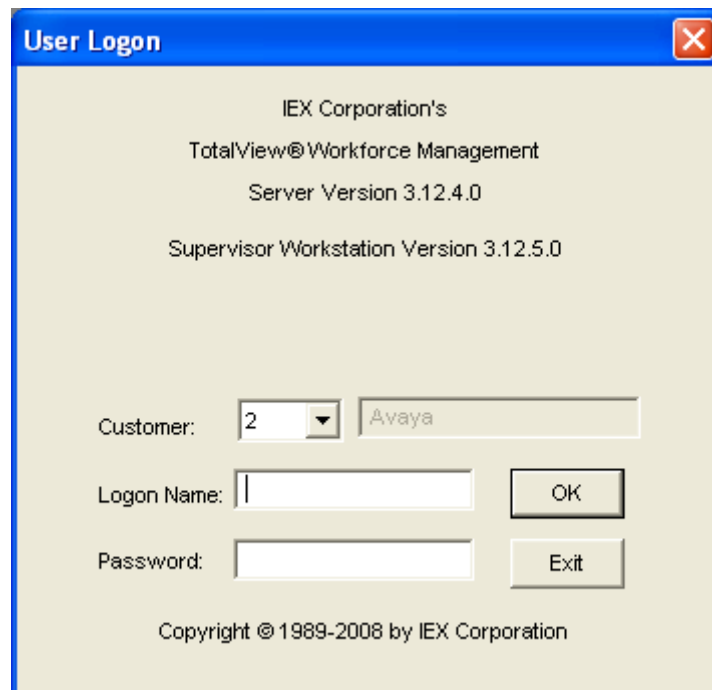 User Logon
IEX Corporation's
TotalView® Workforce Management
Server Version 3.12.4.0
Supervisor Workstation Version 3.12.5.0
Customer: 2 Avaya
Logon Name: OK
Password: Exit
Copyright © 1989-2008 by IEX Corporation